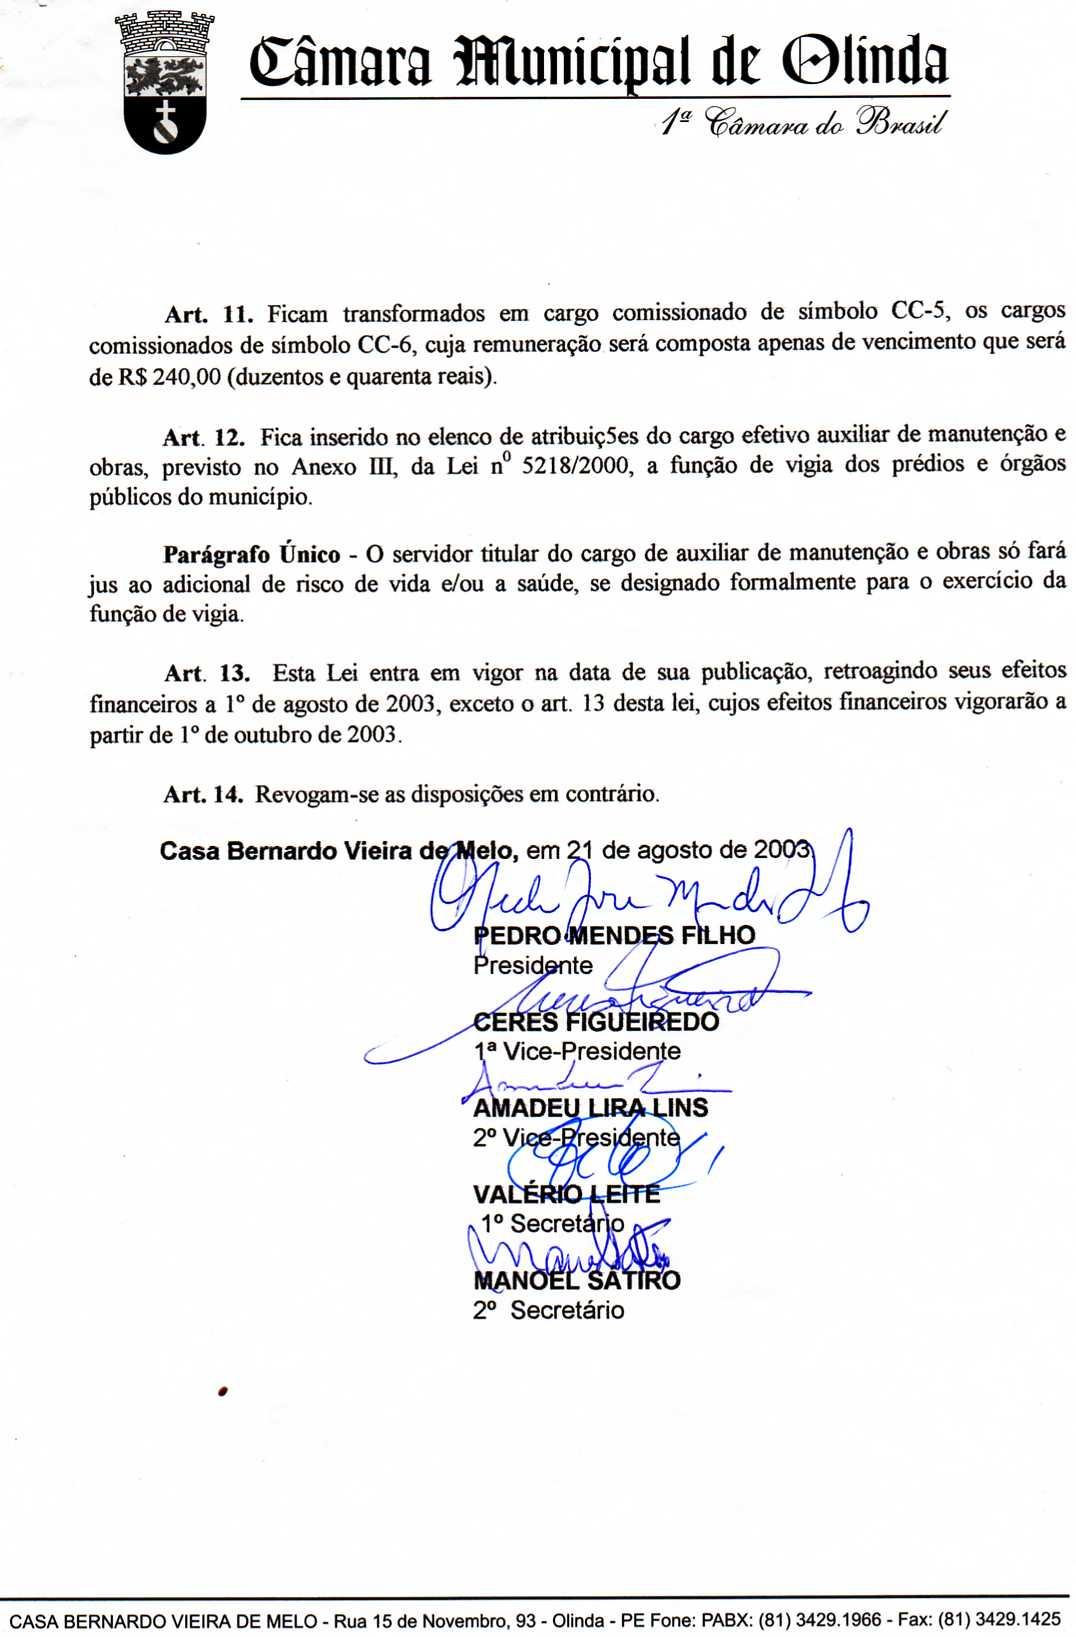 Câmara Municipal de Olinda
1ª Câmara do Brasil
Art. 11. Ficam transformados em cargo comissionado de símbolo CC-5, os cargos
comissionados de símbolo CC-6, cuja remuneração será composta apenas de vencimento que será
de R$ 240,00 (duzentos e quarenta reais).
Art. 12. Fica inserido no elenco de atribuiç5es do cargo efetivo auxiliar de manutenção e
obras, previsto no Anexo III, da Lei nº 5218/2000, a função de vigia dos prédios e órgãos
públicos do município.
Parágrafo Único - O servidor titular do cargo de auxiliar de manutenção e obras só fará
jus ao adicional de risco de vida e/ou a saúde, se designado formalmente para o exercício da
função de vigia.
Art. 13. Esta Lei entra em vigor na data de sua publicação, retroagindo seus efeitos
financeiros a 1º de agosto de 2003, exceto o art. 13 desta lei, cujos efeitos financeiros vigorarão a
partir de 1º de outubro de 2003.
Art. 14. Revogam-se as disposições em contrário.
Casa Bernardo Vieira de Melo, em 21 de agosto de 2003
PEDRO MENDES FILHO
Presidente
CERES FIGUEIREDO
1ª Vice-Presidente
AMADEU LIRA LINS
2º Vice-Presidente
VALÉRIO LEITE
1º Secretário
MANOEL SÁTIRO
2º Secretário
CASA BERNARDO VIEIRA DE MELO - Rua 15 de Novembro, 93 - Olinda - PE Fone: PABX: (81) 3429.1966 - Fax: (81) 3429.1425